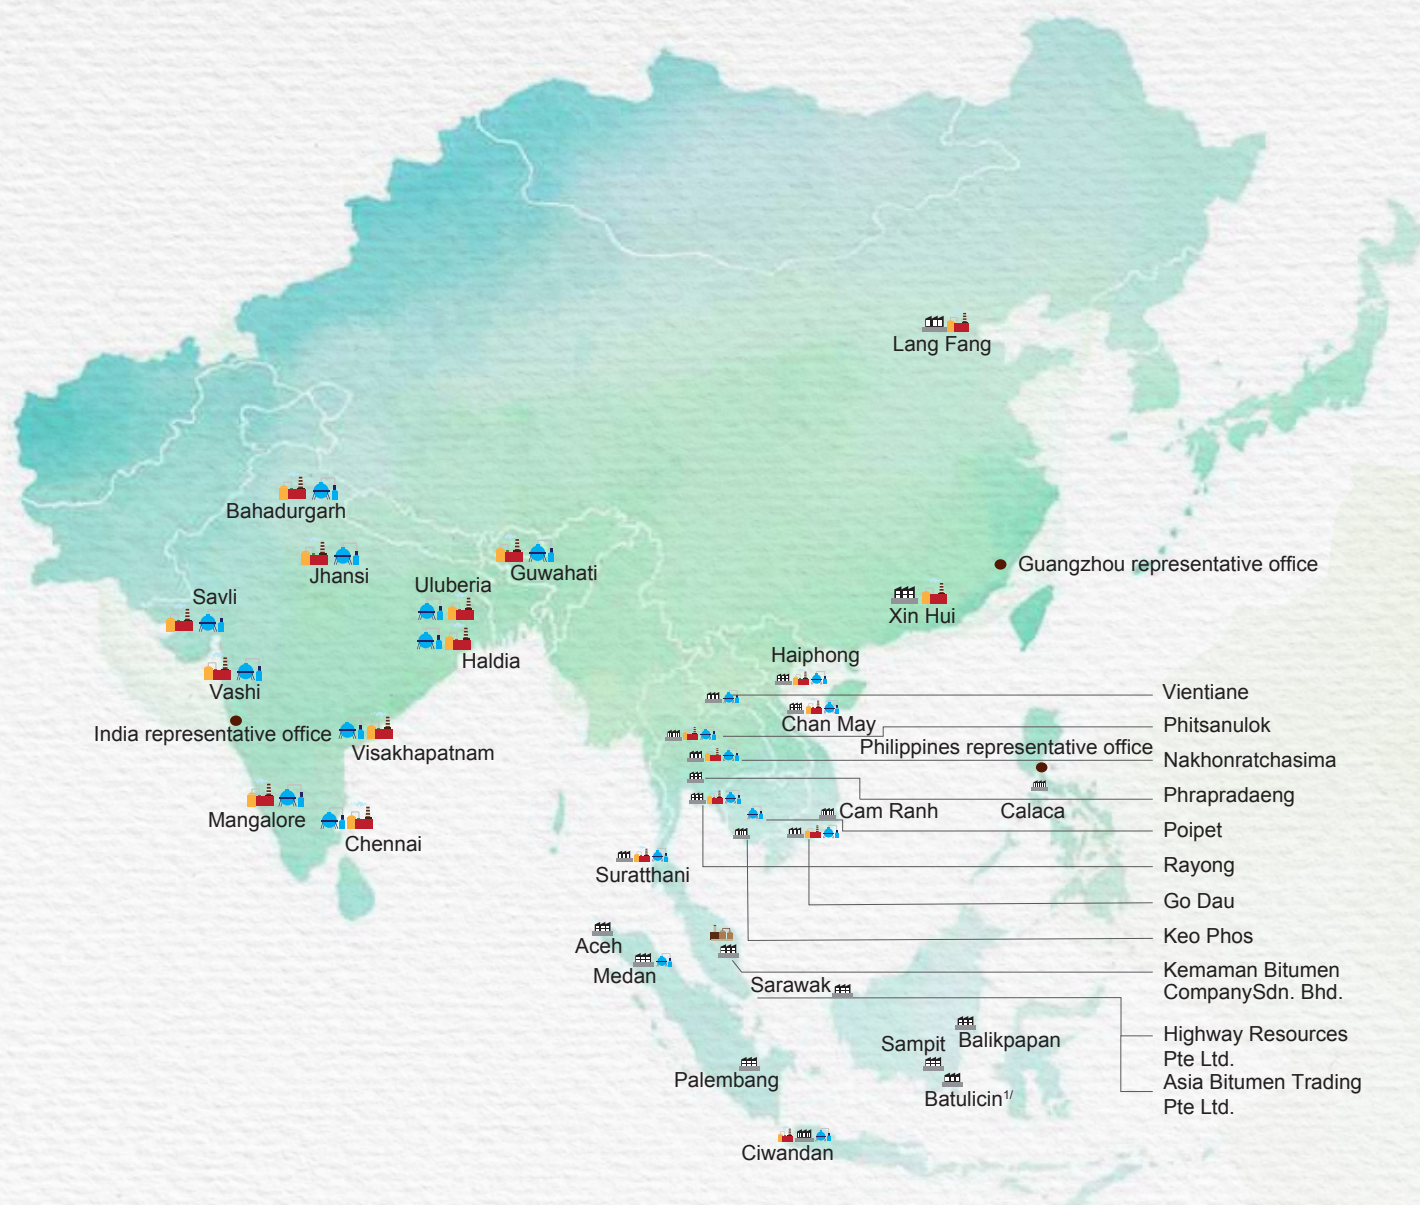 Lang Fang
Bahadurgarh
Jhansi
Guwahati
Uluberia
Savli
Haldia
Vashi
India representative office
Visakhapatnam
Mangalore
Chennai
Guangzhou representative office
Xin Hui
Haiphong
Chan May
Vientiane
Phitsanulok
Philippines representative office
Nakhonratchasima
Phrapradaeng
Calaca
Cam Ranh
Poipet
Rayong
Suratthani
Go Dau
Keo Phos
Aceh
Medan
Kemaman Bitumen
CompanySdn. Bhd.
Sarawak
Highway Resources
Pte Ltd.
Asia Bitumen Trading
Pte Ltd.
Balikpapan
Sampit
Palembang
Batulicin1/
Ciwandan